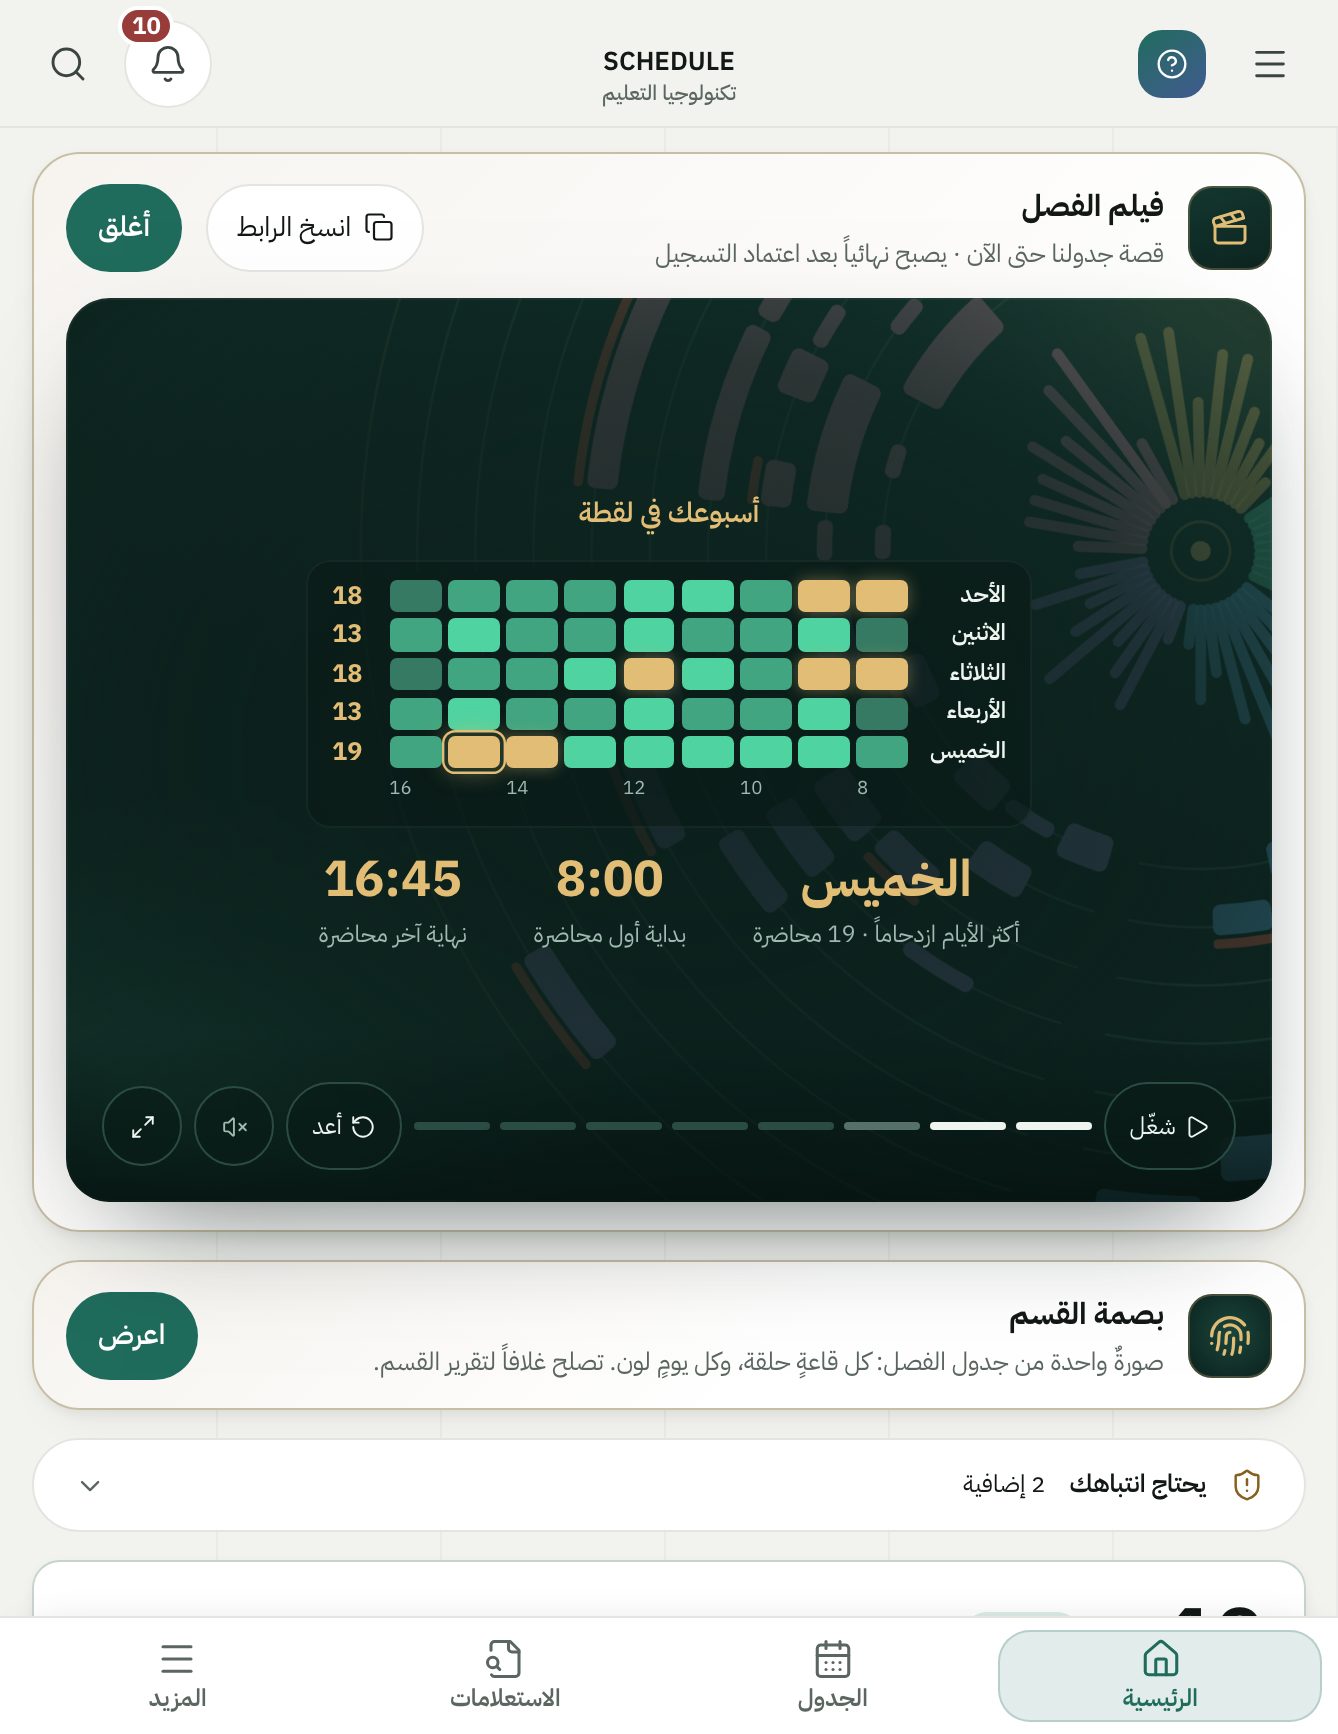 10
SCHEDULE
تكنولوجيا التعليم
فيلم الفصل
قصة جدولنا حتى الآن · يصبح نهائياً بعد اعتماد التسجيل
انسخ الرابط
أغلق
أسبوعك في لقطة
الأحد 18
الاثنين 13
الثلاثاء 18
الأربعاء 13
الخميس 19
8 10 12 14 16
الخميس
أكثر الأيام ازدحاماً · 19 محاضرة
8:00
بداية أول محاضرة
16:45
نهاية آخر محاضرة
شغّل
أعد
بصمة القسم
صورةٌ واحدة من جدول الفصل: كل قاعةٍ حلقة، وكل يومٍ لون. تصلح غلافاً لتقرير القسم.
اعرض
يحتاج انتباهك 2 إضافية
الرئيسية
الجدول
الاستعلامات
المزيد